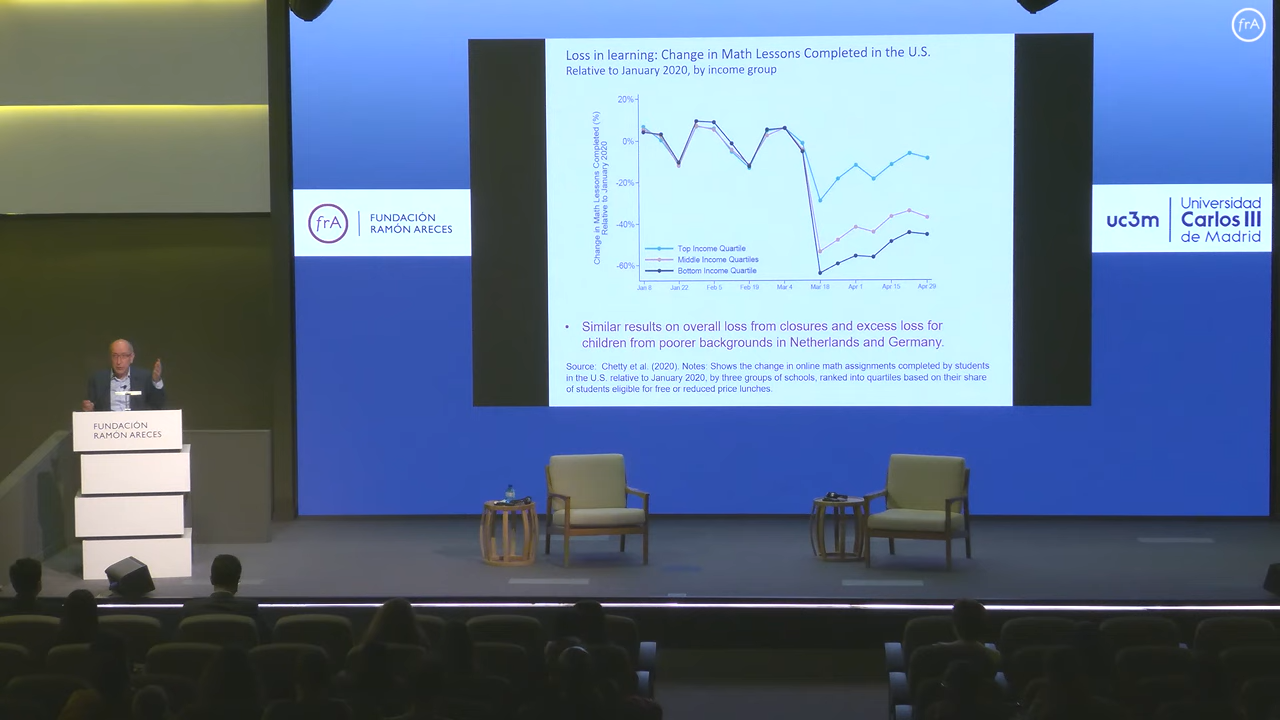 frA
Loss in learning: Change in Math Lessons Completed in the U.S.
Relative to January 2020, by income group
Change in Math Lessons Completed (%)
Relative to January 2020
20%
0%
-20%
-40%
-60%
Top Income Quartile
Middle Income Quartiles
Bottom Income Quartile
Jan 8 Jan 22 Feb 5 Feb 19 Mar 4 Mar 18 Apr 1 Apr 15 Apr 29
• Similar results on overall loss from closures and excess loss for
children from poorer backgrounds in Netherlands and Germany.
Source: Chetty et al. (2020). Notes: Shows the change in online math assignments completed by students
in the U.S. relative to January 2020, by three groups of schools, ranked into quartiles based on their share
of students eligible for free or reduced price lunches.
frA
FUNDACIÓN
RAMÓN ARECES
uc3m
Universidad
Carlos III
de Madrid
FUNDACIÓN
RAMÓN ARECES